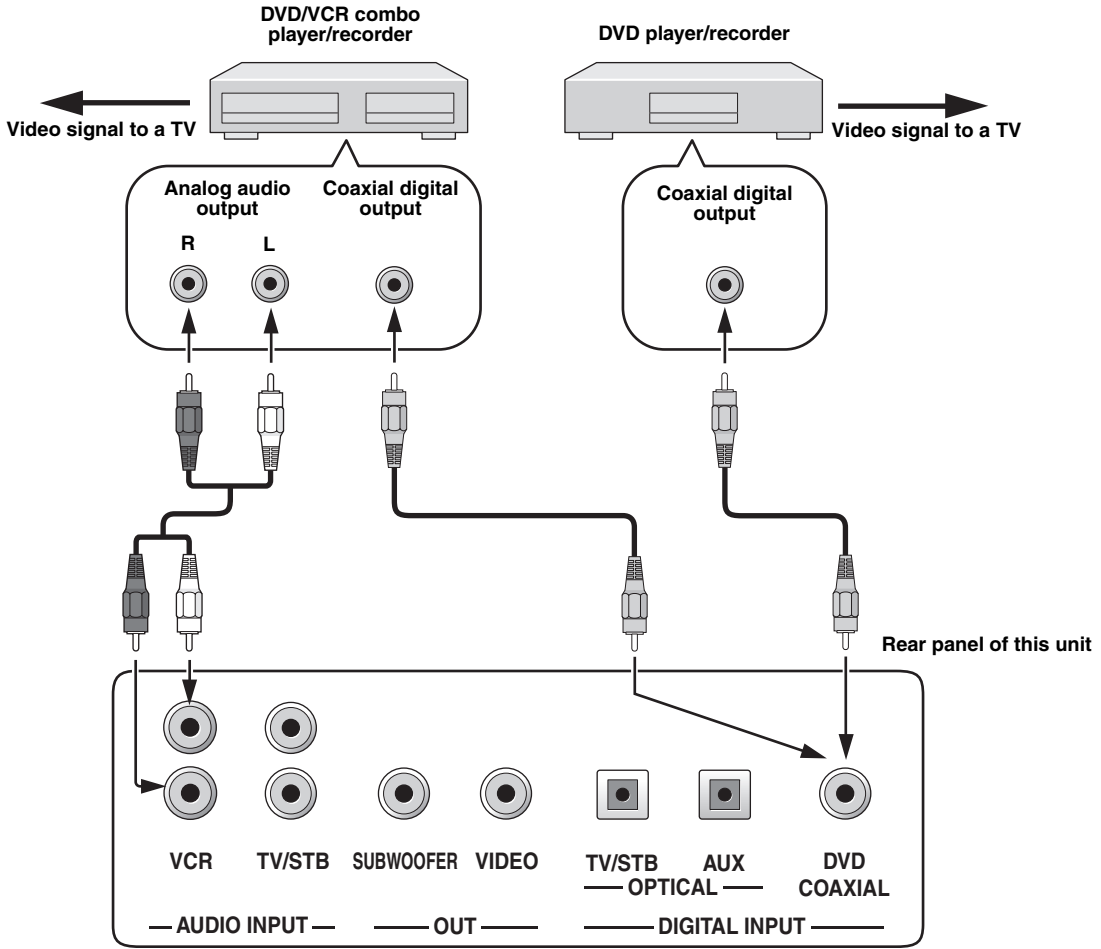 DVD/VCR combo
player/recorder
DVD player/recorder
Video signal to a TV
Video signal to a TV
Analog audio
output
Coaxial digital
output
Coaxial digital
output
R
L
Rear panel of this unit
VCR
TV/STB
SUBWOOFER
VIDEO
TV/STB
AUX
DVD
OPTICAL
COAXIAL
AUDIO INPUT
OUT
DIGITAL INPUT